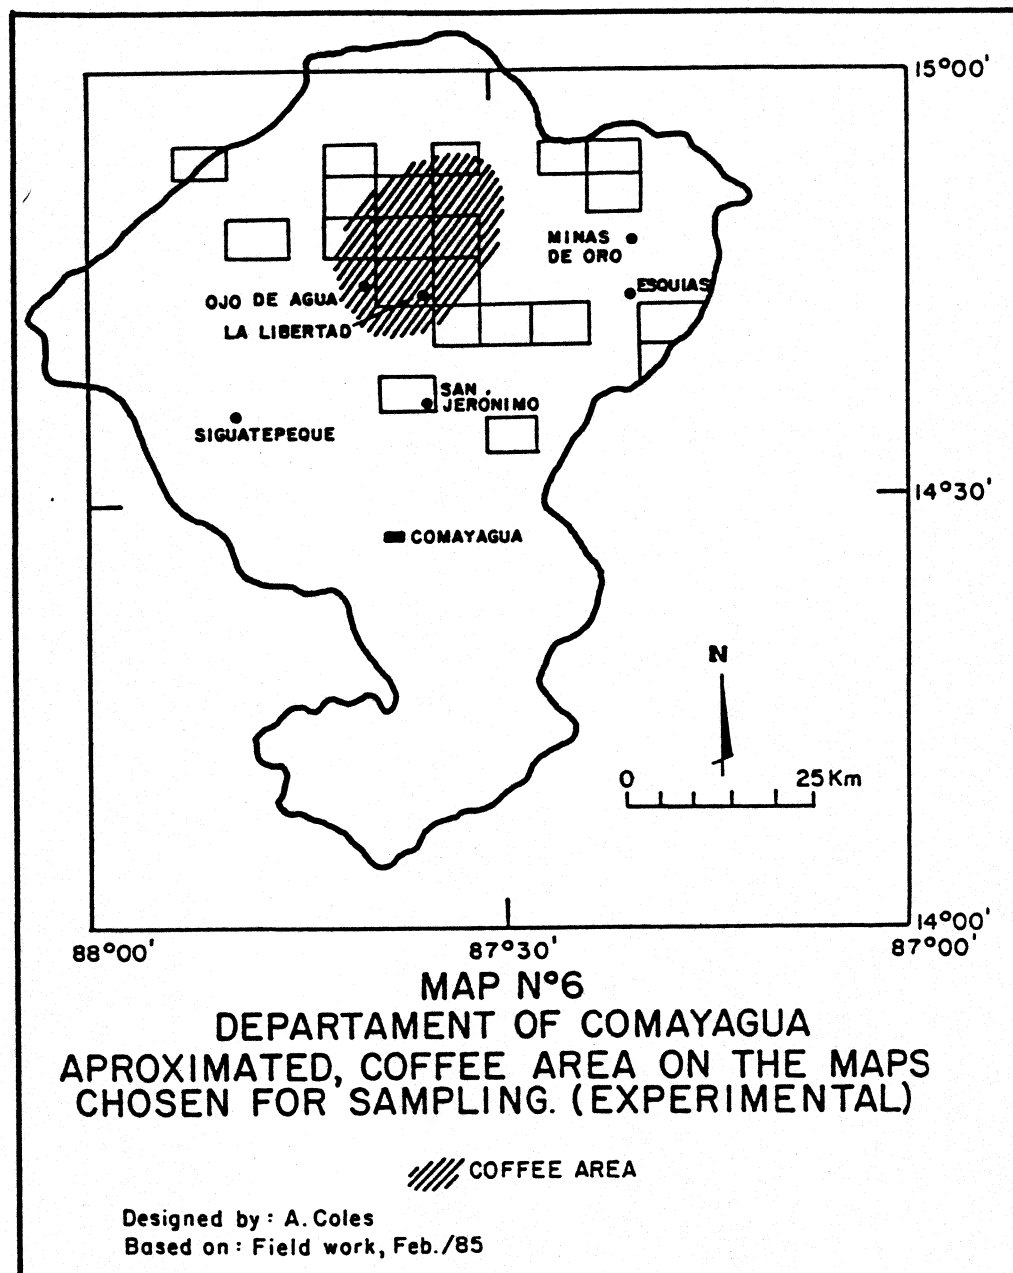 15°00'
MINAS
DE ORO
ESQUIAS
OJO DE AGUA
LA LIBERTAD
SAN
JERÓNIMO
SIGUATEPEQUE
14°30'
COMAYAGUA
N
0 25 Km
14°00'
88°00' 87°30' 87°00'
MAP N°6
DEPARTAMENT OF COMAYAGUA
APROXIMATED, COFFEE AREA ON THE MAPS
CHOSEN FOR SAMPLING. (EXPERIMENTAL)
COFFEE AREA
Designed by: A. Coles
Based on: Field work, Feb./85